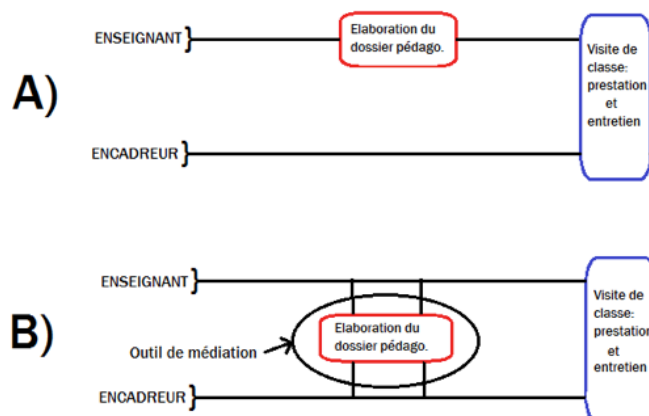 A)
ENSEIGNANT}
Elaboration du
dossier pédago.
Visite de
classe:
prestation
et
entretien
ENCADREUR}
B)
ENSEIGNANT}
Elaboration du
dossier pédago.
Outil de médiation
Visite de
classe:
prestation
et
entretien
ENCADREUR}